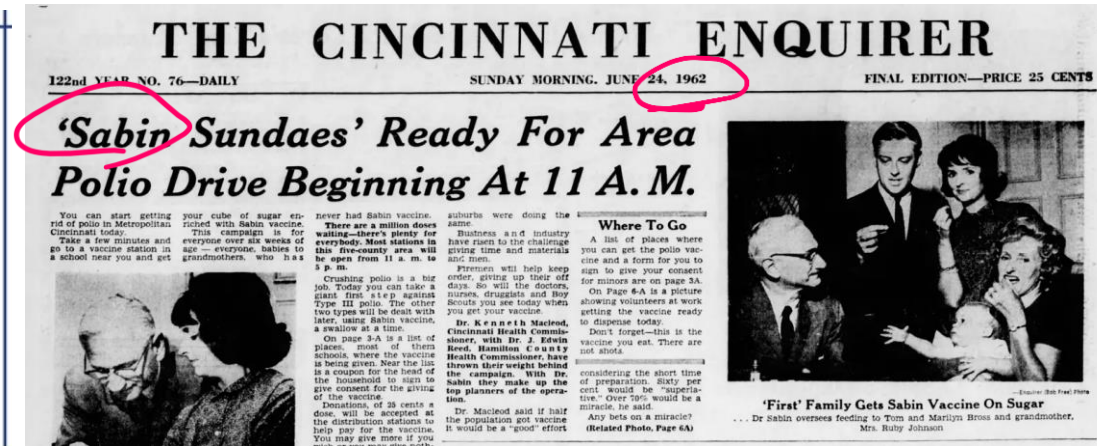 THE CINCINNATI ENQUIRER
122nd YEAR NO. 76—DAILY
SUNDAY MORNING. JUNE 24, 1962
FINAL EDITION—PRICE 25 CENTS
‘Sabin Sundaes’ Ready For Area
Polio Drive Beginning At 11 A. M.
You can start getting
rid of polio in Metropolitan
Cincinnati today.
Take a few minutes and
go to a vaccine station in
a school near you and get
your cube of sugar en-
riched with Sabin vaccine.
This campaign is for
everyone over six weeks of
age — everyone, babies to
grandmothers, who has
never had Sabin vaccine.
There are a million doses
waiting—there's plenty for
everybody. Most stations in
this five-county area will
be open from 11 a. m. to
5 p. m.
Crushing polio is a big
job. Today you can take a
giant first step against
Type III polio. The other
two types will be dealt with
later, using Sabin vaccine,
a swallow at a time.
On page 3-A is a list of
places, most of them
schools, where the vaccine
is being given. Near the list
is a coupon for the head of
the household to sign to
give consent for the giving
of the vaccine.
Donations, of 25 cents a
dose, will be accepted at
the distribution stations to
help pay for the vaccine.
You may give more if you
suburbs were doing the
same.
Business and industry
have risen to the challenge
giving time and materials
and men.
Firemen will help keep
order, giving up their off
days. So will the doctors,
nurses, druggists and Boy
Scouts you see today when
you get your vaccine.
Dr. Kenneth Macleod,
Cincinnati Health Commis-
sioner, with Dr. J. Edwin
Reed, Hamilton County
Health Commissioner, have
thrown their weight behind
the campaign. With Dr.
Sabin they make up the
top planners of the opera-
tion.
Dr. Macleod said if half
the population got vaccine
it would be a "good" effort
Where To Go
A list of places where
you can get the polio vac-
cine and a form for you to
sign to give your consent
for minors are on page 3A.
On Page 6-A is a picture
showing volunteers at work
getting the vaccine ready
to dispense today.
Don't forget—this is the
vaccine you eat. There are
not shots.
considering the short time
of preparation. Sixty per
cent would be "superla-
tive." Over 70% would be a
miracle, he said.
Any bets on a miracle?
(Related Photo, Page 6A)
—Enquirer (Bob Free) Photo
‘First’ Family Gets Sabin Vaccine On Sugar
. . . Dr Sabin oversees feeding to Tom and Marilyn Bross and grandmother,
Mrs. Ruby Johnson